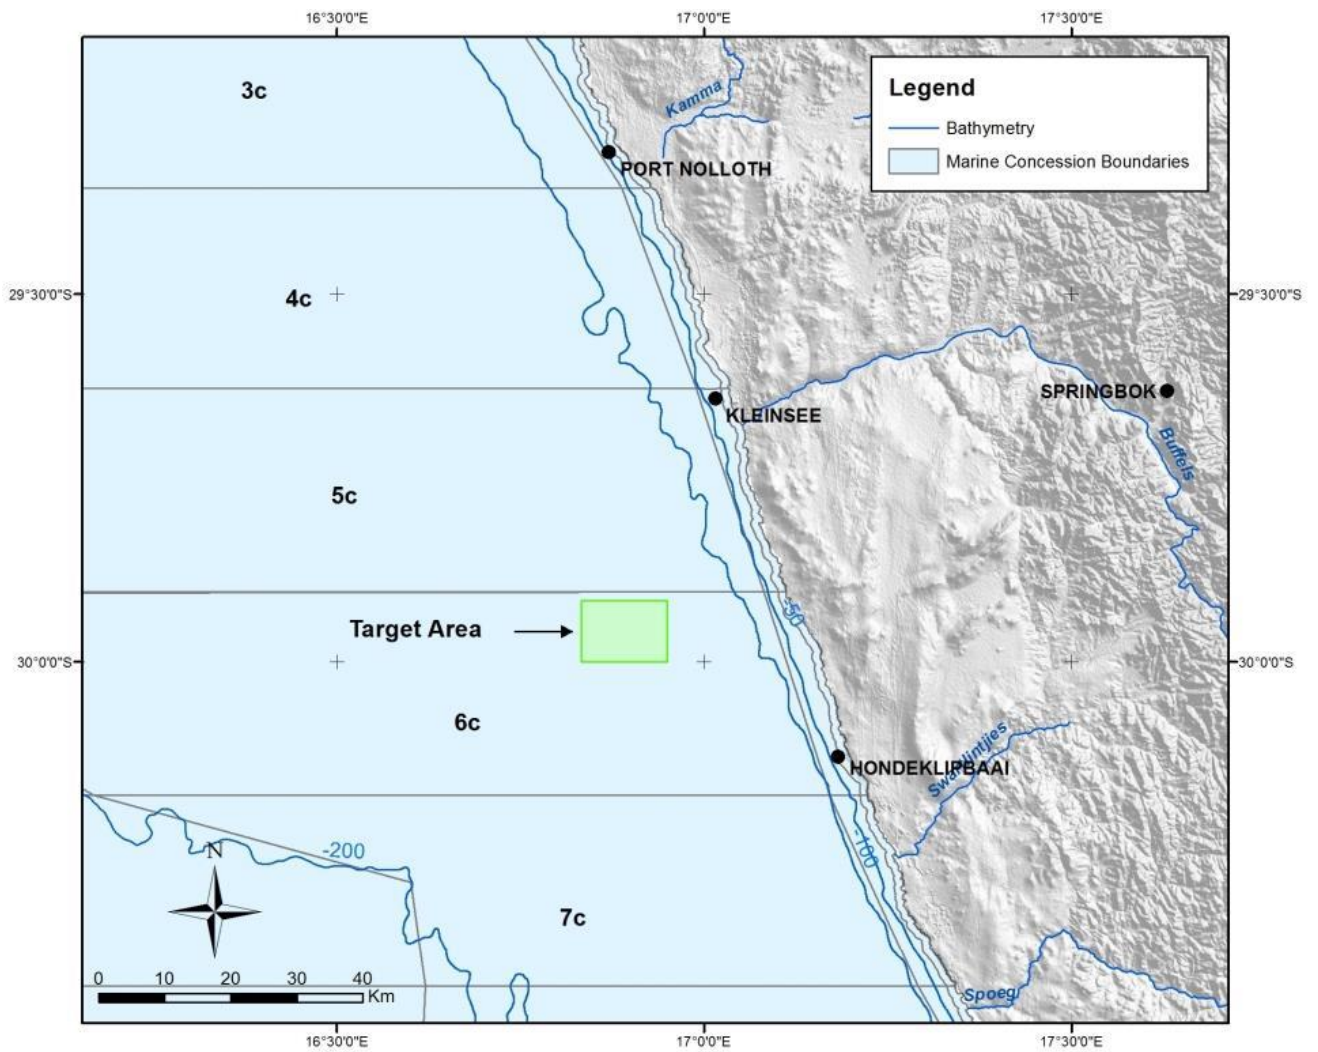 16°30'0"E
17°0'0"E
17°30'0"E
3c
Kamma
Legend
Bathymetry
Marine Concession Boundaries
PORT NOLLOTH
29°30'0"S
4c
29°30'0"S
SPRINGBOK
KLEINSEE
Buffels
5c
-50
Target Area
30°0'0"S
30°0'0"S
6c
Swartlintjies
HONDEKLIPBAAI
-100
-200
N
7c
0 10 20 30 40
Km
Spoeg
16°30'0"E
17°0'0"E
17°30'0"E